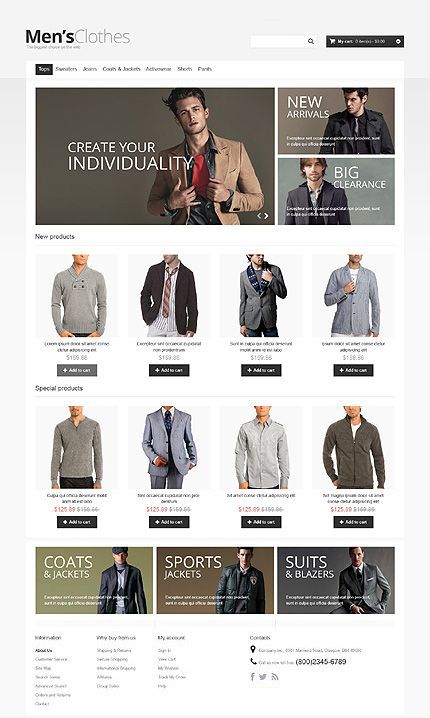 Men'sClothes
The biggest choice on the web
My cart: 0 item(s) - $0.00
Tops Sweaters Jeans Coats & Jackets Activewear Shorts Pants
CREATE YOUR
INDIVIDUALITY
NEW
ARRIVALS
Excepteur sint occaecat cupidatat non proident, sunt
in culpa qui officia deserunt
BIG
CLEARANCE
Excepteur sint occaecat cupidatat non proident, sunt
in culpa qui officia deserunt
New products
Lorem ipsum dolor sit amet conse
ctetur adipisicing elit
$159.86
Add to cart
Excepteur sint occaecat cupidatat
non proidentrum
$159.86
Add to cart
Sunt in culpa qui officia deserunt
mollit anim id est labo
$159.86
Add to cart
Ipsum dolor sit amet conse ctetur
adipisicing elit
$159.86
Add to cart
Special products
Culpa qui officia deserunt mollit
anim id est lab
$125.89 $159.86
Add to cart
Sint occaecat cupidatat non proi
dentum
$125.89 $159.86
Add to cart
Sit amet conse ctetur adipisicing
elit
$125.89 $159.86
Add to cart
Set magna ipsum dolor sit amet
adipisicing elit
$125.89 $159.86
Add to cart
COATS
& JACKETS
Excepteur sint occaecat cupidatat non proident,
sunt in culpa qui officia deserunt
SPORTS
JACKETS
Excepteur sint occaecat cupidatat non proident,
sunt in culpa qui officia deserunt
SUITS
& BLAZERS
Excepteur sint occaecat cupidatat non proident,
sunt in culpa qui officia deserunt
Information
About Us
Customer Service
Site Map
Search Terms
Advanced Search
Orders and Returns
Contact
Why buy from us
Shipping & Returns
Secure Shopping
International Shipping
Affiliates
Group Sales
My account
Sign In
View Cart
My Wishlist
Track My Order
Help
Contacts
Company Inc., 8901 Marmora Road, Glasgow, D04 89GR
Call us now toll free: (800)2345-6789